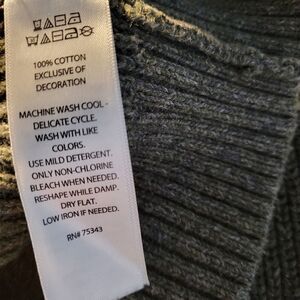 100% COTTON
EXCLUSIVE OF
DECORATION
MACHINE WASH COOL -
DELICATE CYCLE.
WASH WITH LIKE
COLORS.
USE MILD DETERGENT.
ONLY NON-CHLORINE
BLEACH WHEN NEEDED.
RESHAPE WHILE DAMP.
DRY FLAT.
LOW IRON IF NEEDED.
RN# 75343